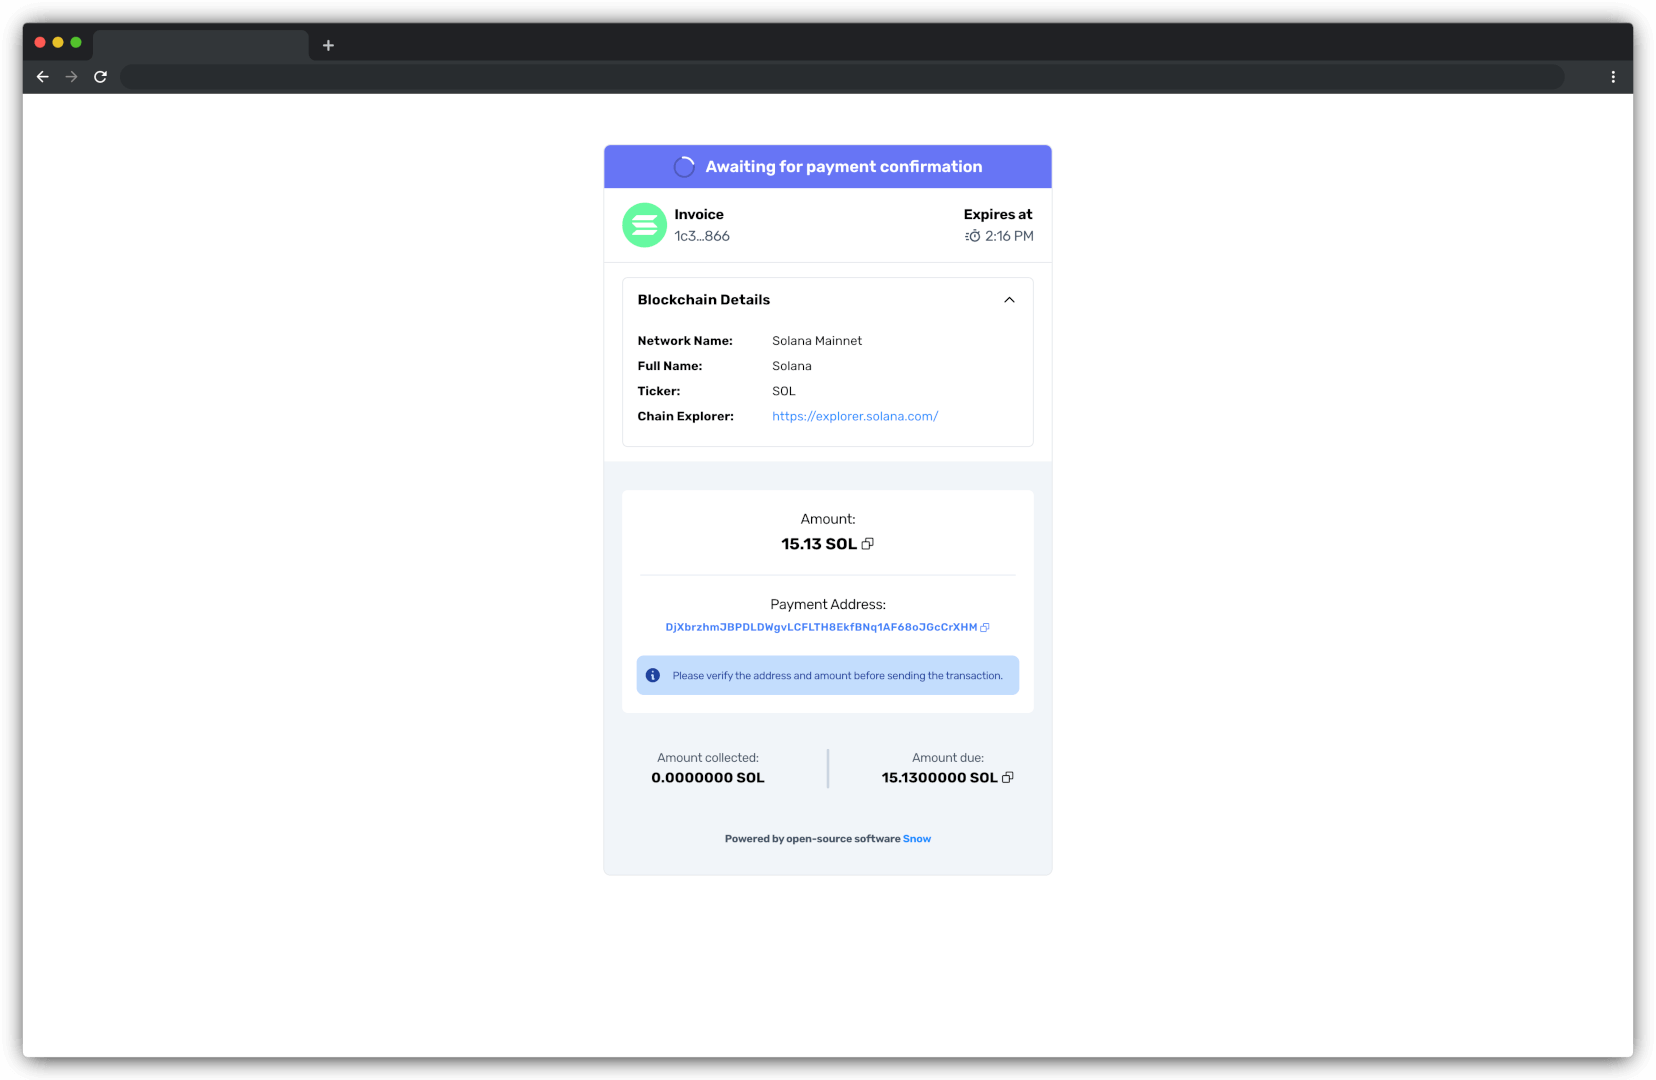 Awaiting for payment confirmation
Invoice
1c3...866
Expires at
2:16 PM
Blockchain Details
Network Name: Solana Mainnet
Full Name: Solana
Ticker: SOL
Chain Explorer: https://explorer.solana.com/
Amount:
15.13 SOL
Payment Address:
DjXbrzhmJBPDLDWgvLCFLTH8EkfBNq1AF68oJGcCrXHM
Please verify the address and amount before sending the transaction.
Amount collected:
0.0000000 SOL
Amount due:
15.1300000 SOL
Powered by open-source software Snow